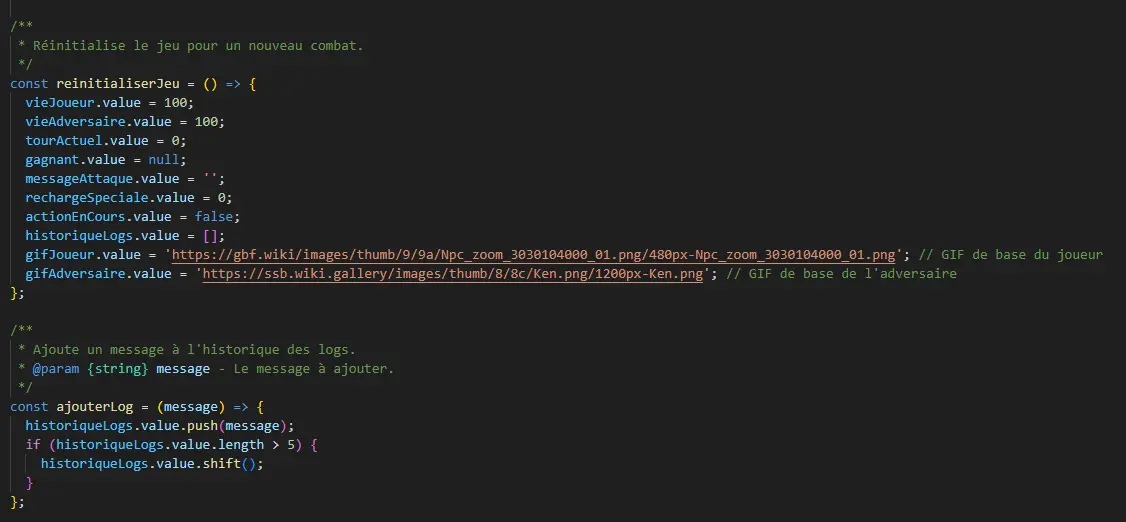 /**
 * Réinitialise le jeu pour un nouveau combat.
 */
const reinitialiserJeu = () => {
  vieJoueur.value = 100;
  vieAdversaire.value = 100;
  tourActuel.value = 0;
  gagnant.value = null;
  messageAttaque.value = '';
  rechargeSpeciale.value = 0;
  actionEnCours.value = false;
  historiqueLogs.value = [];
  gifJoueur.value = 'https://gbf.wiki/images/thumb/9/9a/Npc_zoom_3030104000_01.png/480px-Npc_zoom_3030104000_01.png'; // GIF de base du joueur
  gifAdversaire.value = 'https://ssb.wiki.gallery/images/thumb/8/8c/Ken.png/1200px-Ken.png'; // GIF de base de l'adversaire
};

/**
 * Ajoute un message à l'historique des logs.
 * @param {string} message - Le message à ajouter.
 */
const ajouterLog = (message) => {
  historiqueLogs.value.push(message);
  if (historiqueLogs.value.length > 5) {
    historiqueLogs.value.shift();
  }
};